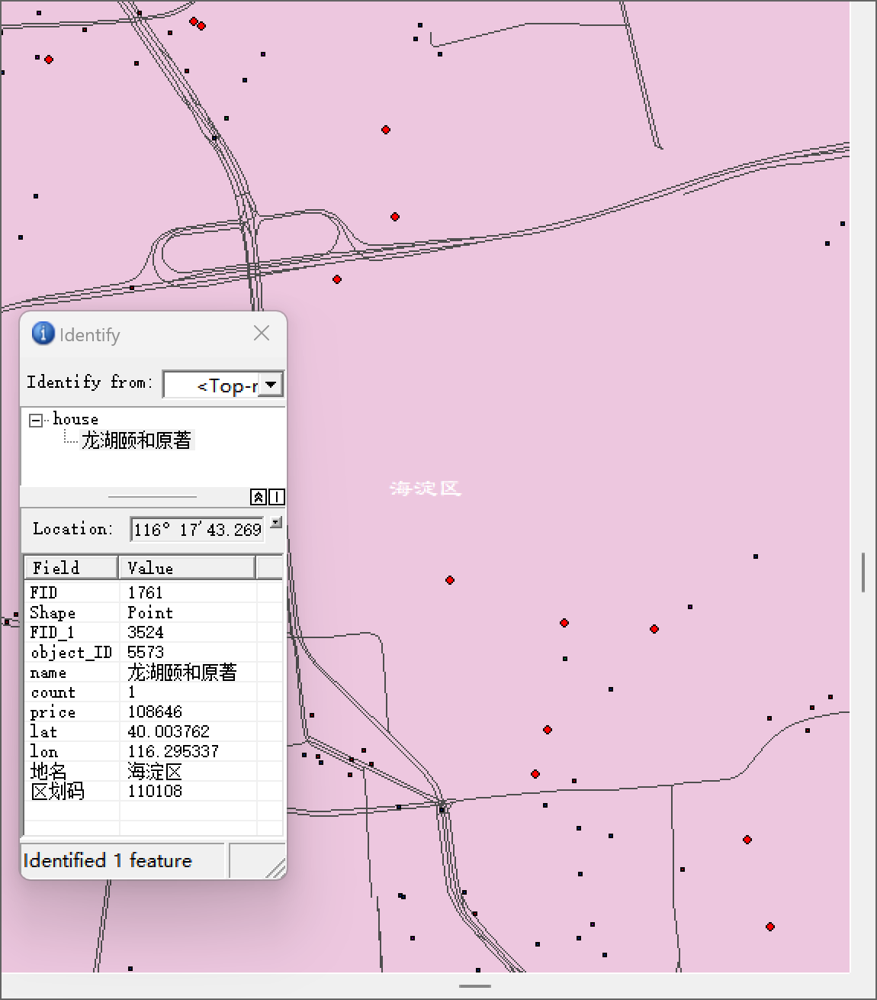 Identify
Identify from:
<Top-r
house
龙湖颐和原著
Location:
116° 17'43.269
Field Value
FID 1761
Shape Point
FID_1 3524
object_ID 5573
name 龙湖颐和原著
count 1
price 108646
lat 40.003762
lon 116.295337
地名 海淀区
区划码 110108
Identified 1 feature
海淀区